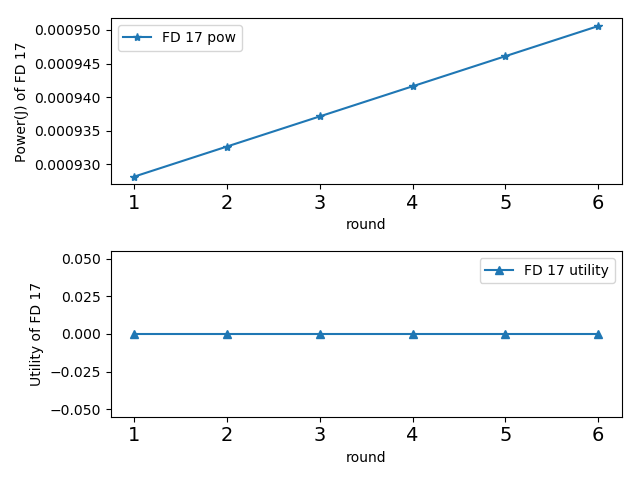 0.000950
0.000945
0.000940
0.000935
0.000930
Power(J) of FD 17
FD 17 pow
1 2 3 4 5 6
round
0.050
0.025
0.000
−0.025
−0.050
Utility of FD 17
FD 17 utility
1 2 3 4 5 6
round